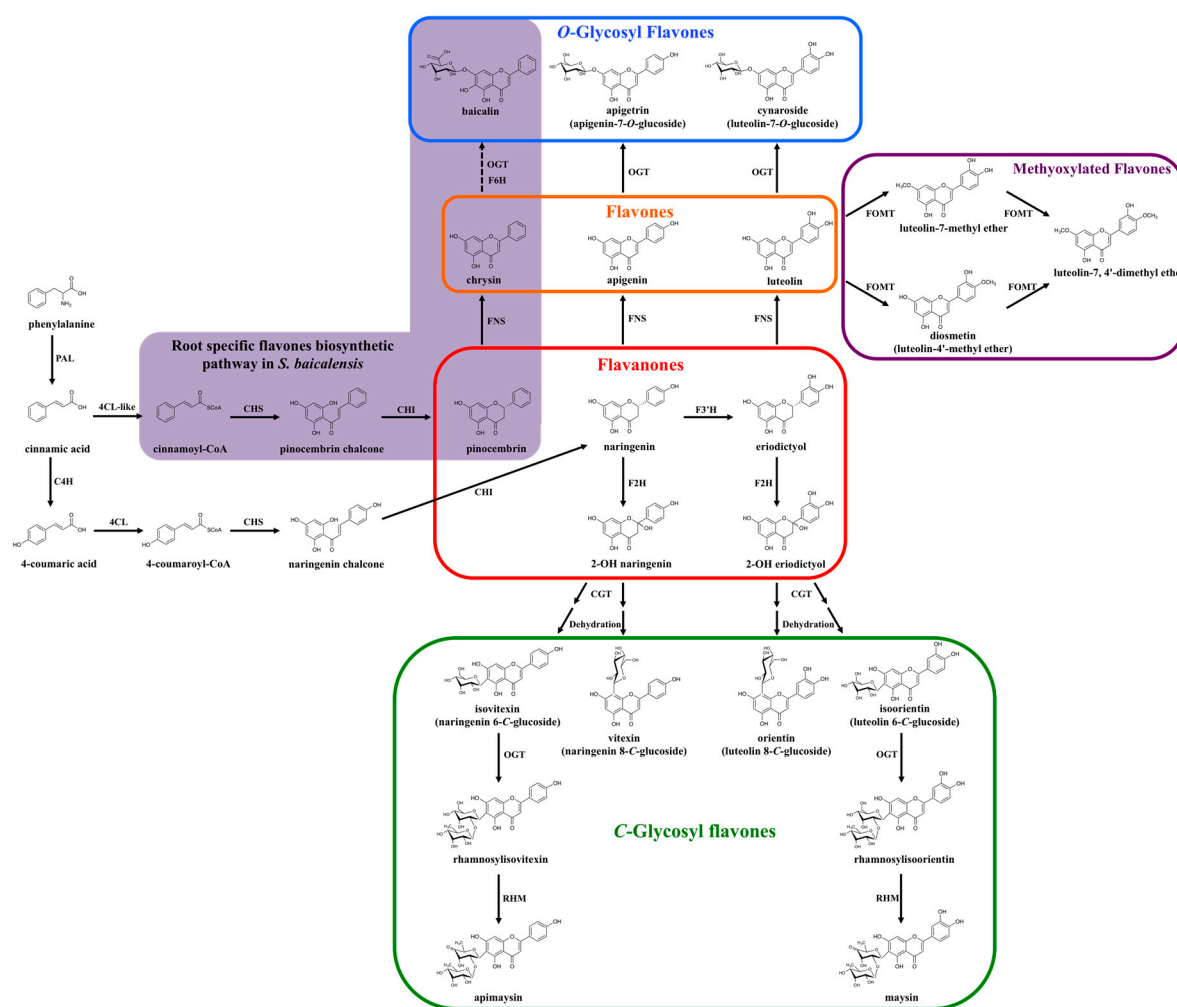 O-Glycosyl Flavones
baicalin
apigetrin
(apigenin-7-O-glucoside)
cynaroside
(luteolin-7-O-glucoside)
OGT
F6H
OGT
OGT
Methyoxylated Flavones
FOMT
luteolin-7-methyl ether
FOMT
luteolin-7, 4'-dimethyl ethe
FOMT
diosmetin
(luteolin-4'-methyl ether)
FOMT
Flavones
chrysin
apigenin
luteolin
FNS
FNS
FNS
phenylalanine
PAL
Root specific flavones biosynthetic
pathway in S. baicalensis
Flavanones
cinnamic acid
4CL-like
cinnamoyl-CoA
CHS
pinocembrin chalcone
CHI
pinocembrin
naringenin
F3'H
eriodictyol
C4H
CHI
F2H
F2H
4-coumaric acid
4CL
4-coumaroyl-CoA
CHS
naringenin chalcone
2-OH naringenin
2-OH eriodictyol
CGT
CGT
Dehydration
Dehydration
isovitexin
(naringenin 6-C-glucoside)
vitexin
(naringenin 8-C-glucoside)
orientin
(luteolin 8-C-glucoside)
isoorientin
(luteolin 6-C-glucoside)
OGT
OGT
C-Glycosyl flavones
rhamnosylisovitexin
rhamnosylisoorientin
RHM
RHM
apimaysin
maysin